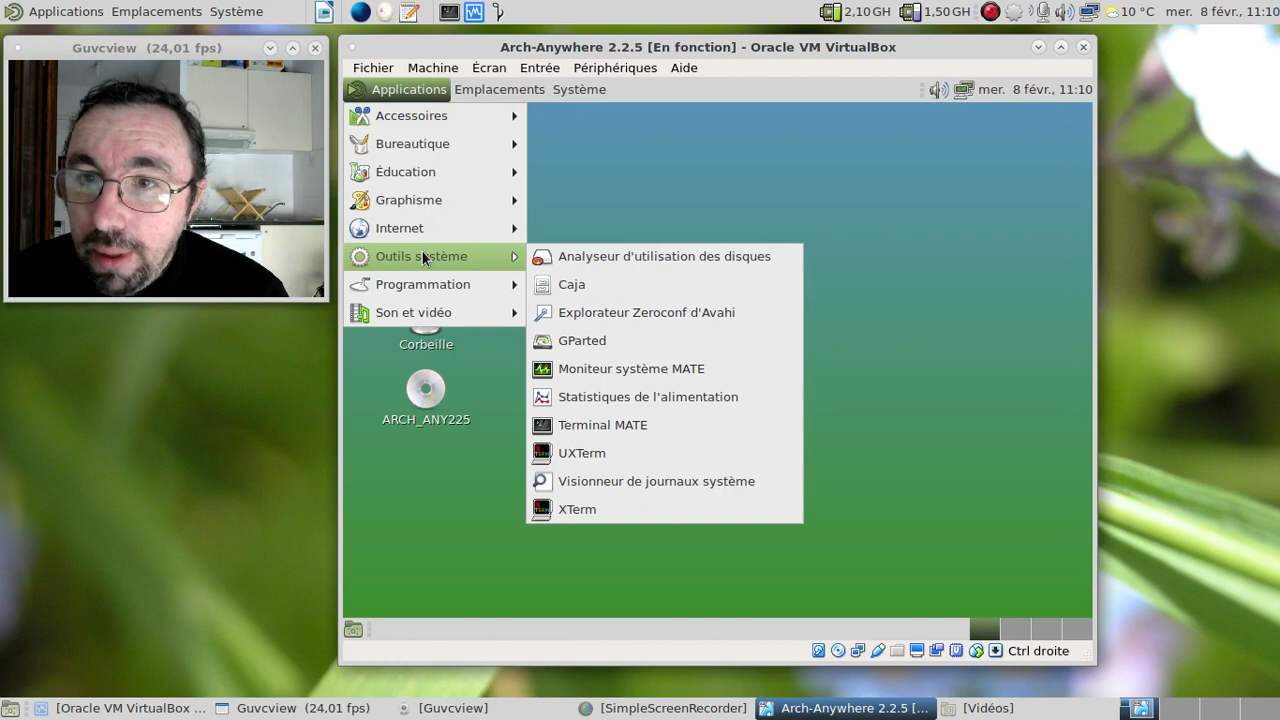 Applications Emplacements Système 2,10 GH 1,50 GH 10 °C mer. 8 févr., 11:10
Guvcview (24,01 fps)
Arch-Anywhere 2.2.5 [En fonction] - Oracle VM VirtualBox
Fichier Machine Écran Entrée Périphériques Aide
Applications Emplacements Système mer. 8 févr., 11:10
Accessoires
Bureautique
Éducation
Graphisme
Internet
Outils système
Programmation
Son et vidéo
Analyseur d'utilisation des disques
Caja
Explorateur Zeroconf d'Avahi
GParted
Moniteur système MATE
Statistiques de l'alimentation
Terminal MATE
UXTerm
Visionneur de journaux système
XTerm
Corbeille
ARCH_ANY225
Ctrl droite
[Oracle VM VirtualBox ... Guvcview (24,01 fps) [Guvcview] [SimpleScreenRecorder] Arch-Anywhere 2.2.5 [... [Vidéos]